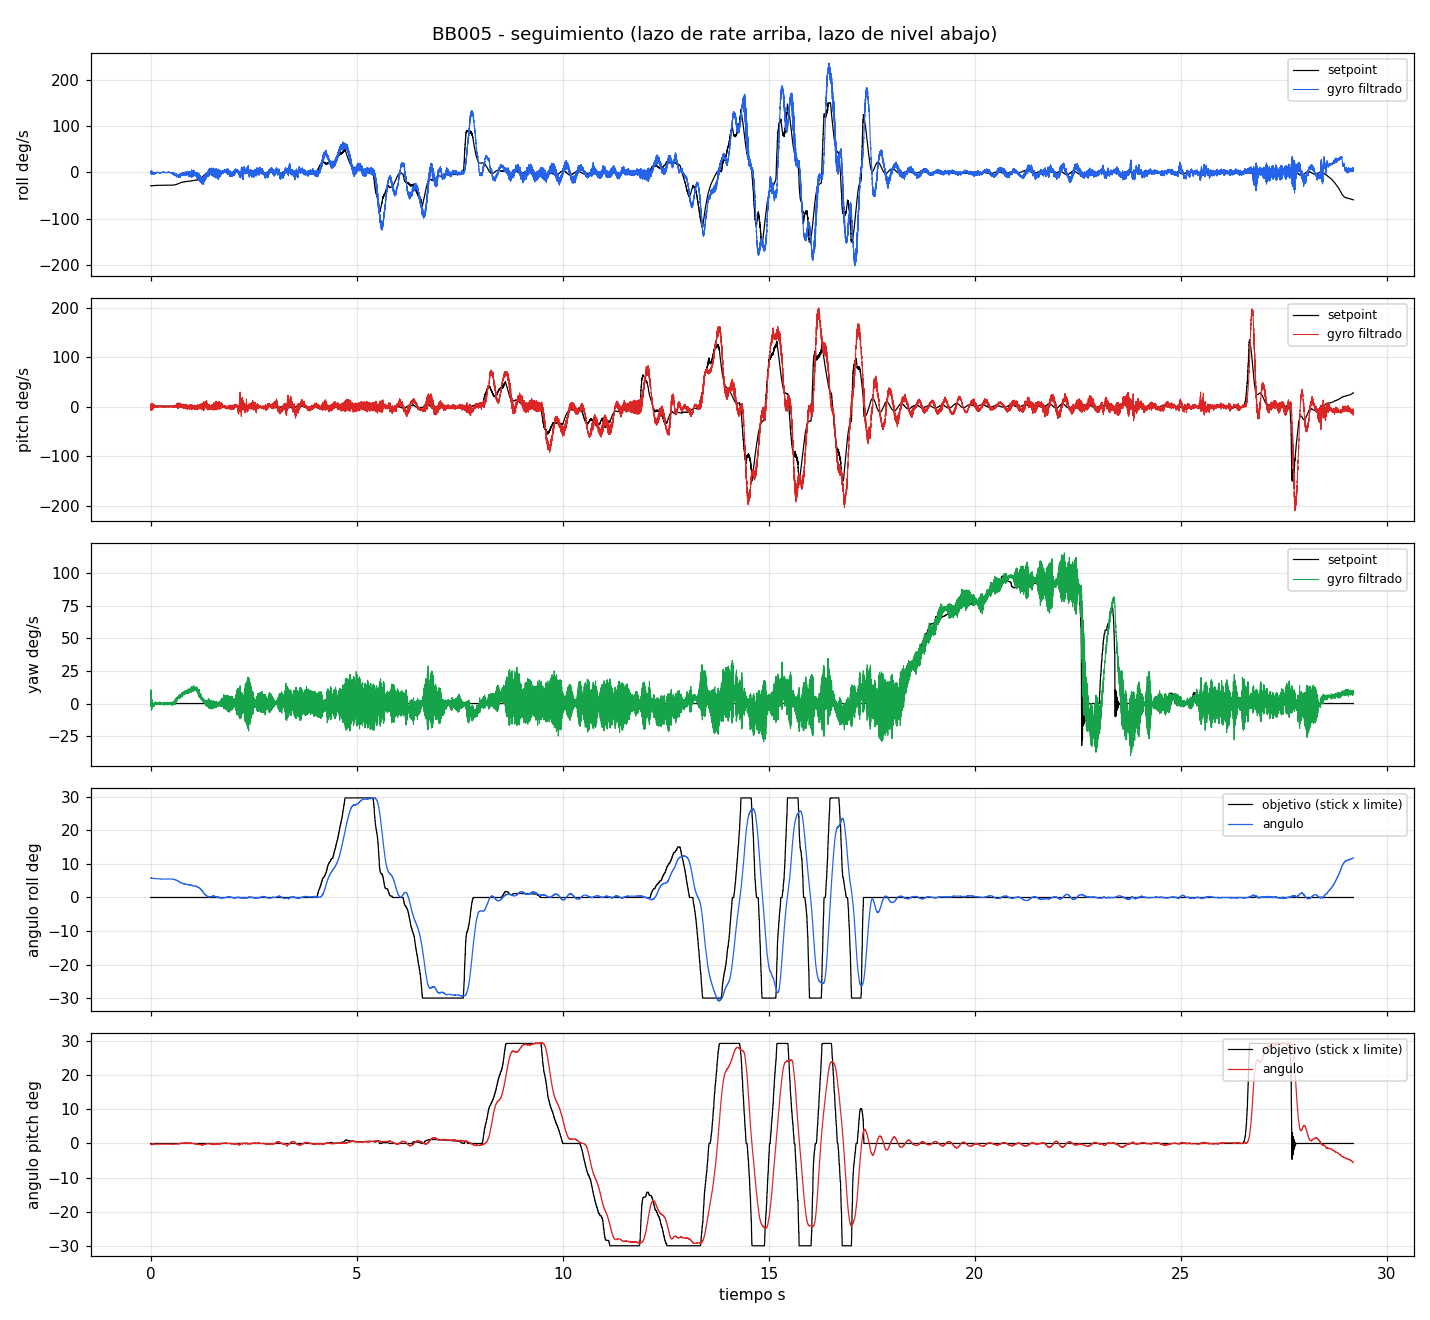 BB005 - seguimiento (lazo de rate arriba, lazo de nivel abajo)
roll deg/s
200
100
0
−100
−200
setpoint
gyro filtrado
pitch deg/s
200
100
0
−100
−200
setpoint
gyro filtrado
yaw deg/s
100
75
50
25
0
−25
setpoint
gyro filtrado
angulo roll deg
30
20
10
0
−10
−20
−30
objetivo (stick x limite)
angulo
angulo pitch deg
30
20
10
0
−10
−20
−30
objetivo (stick x limite)
angulo
0 5 10 15 20 25 30
tiempo s